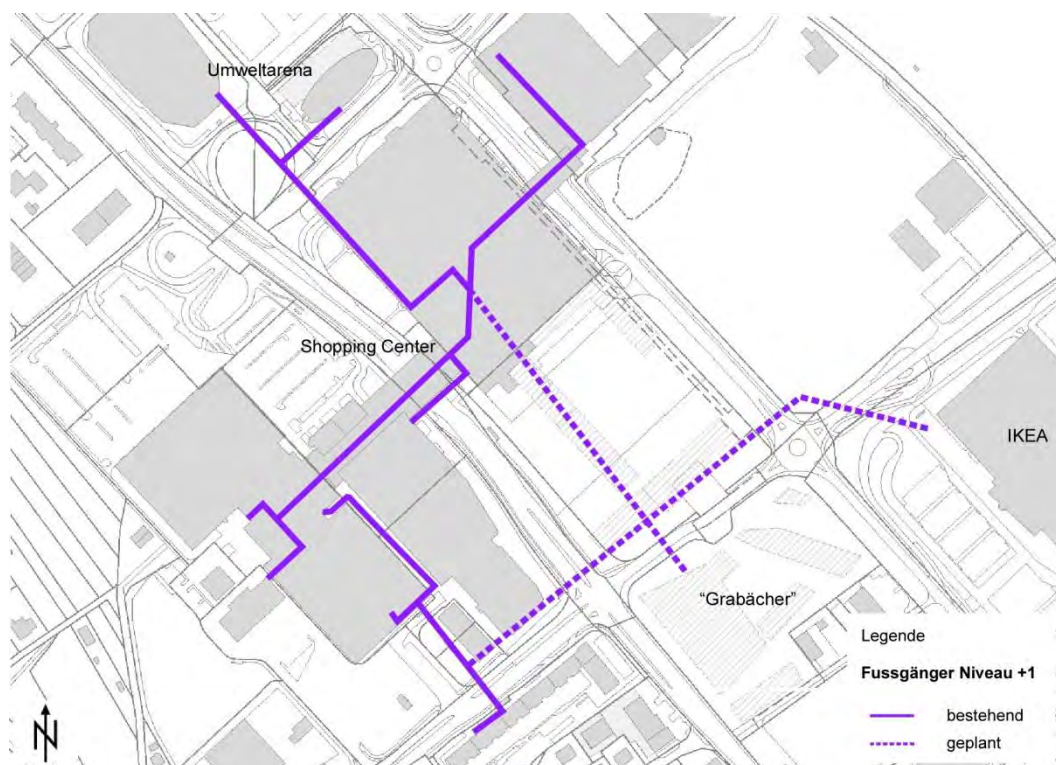 Umweltarena
Shopping Center
IKEA
"Grabächer"
Legende
Fussgänger Niveau +1
bestehend
geplant
N